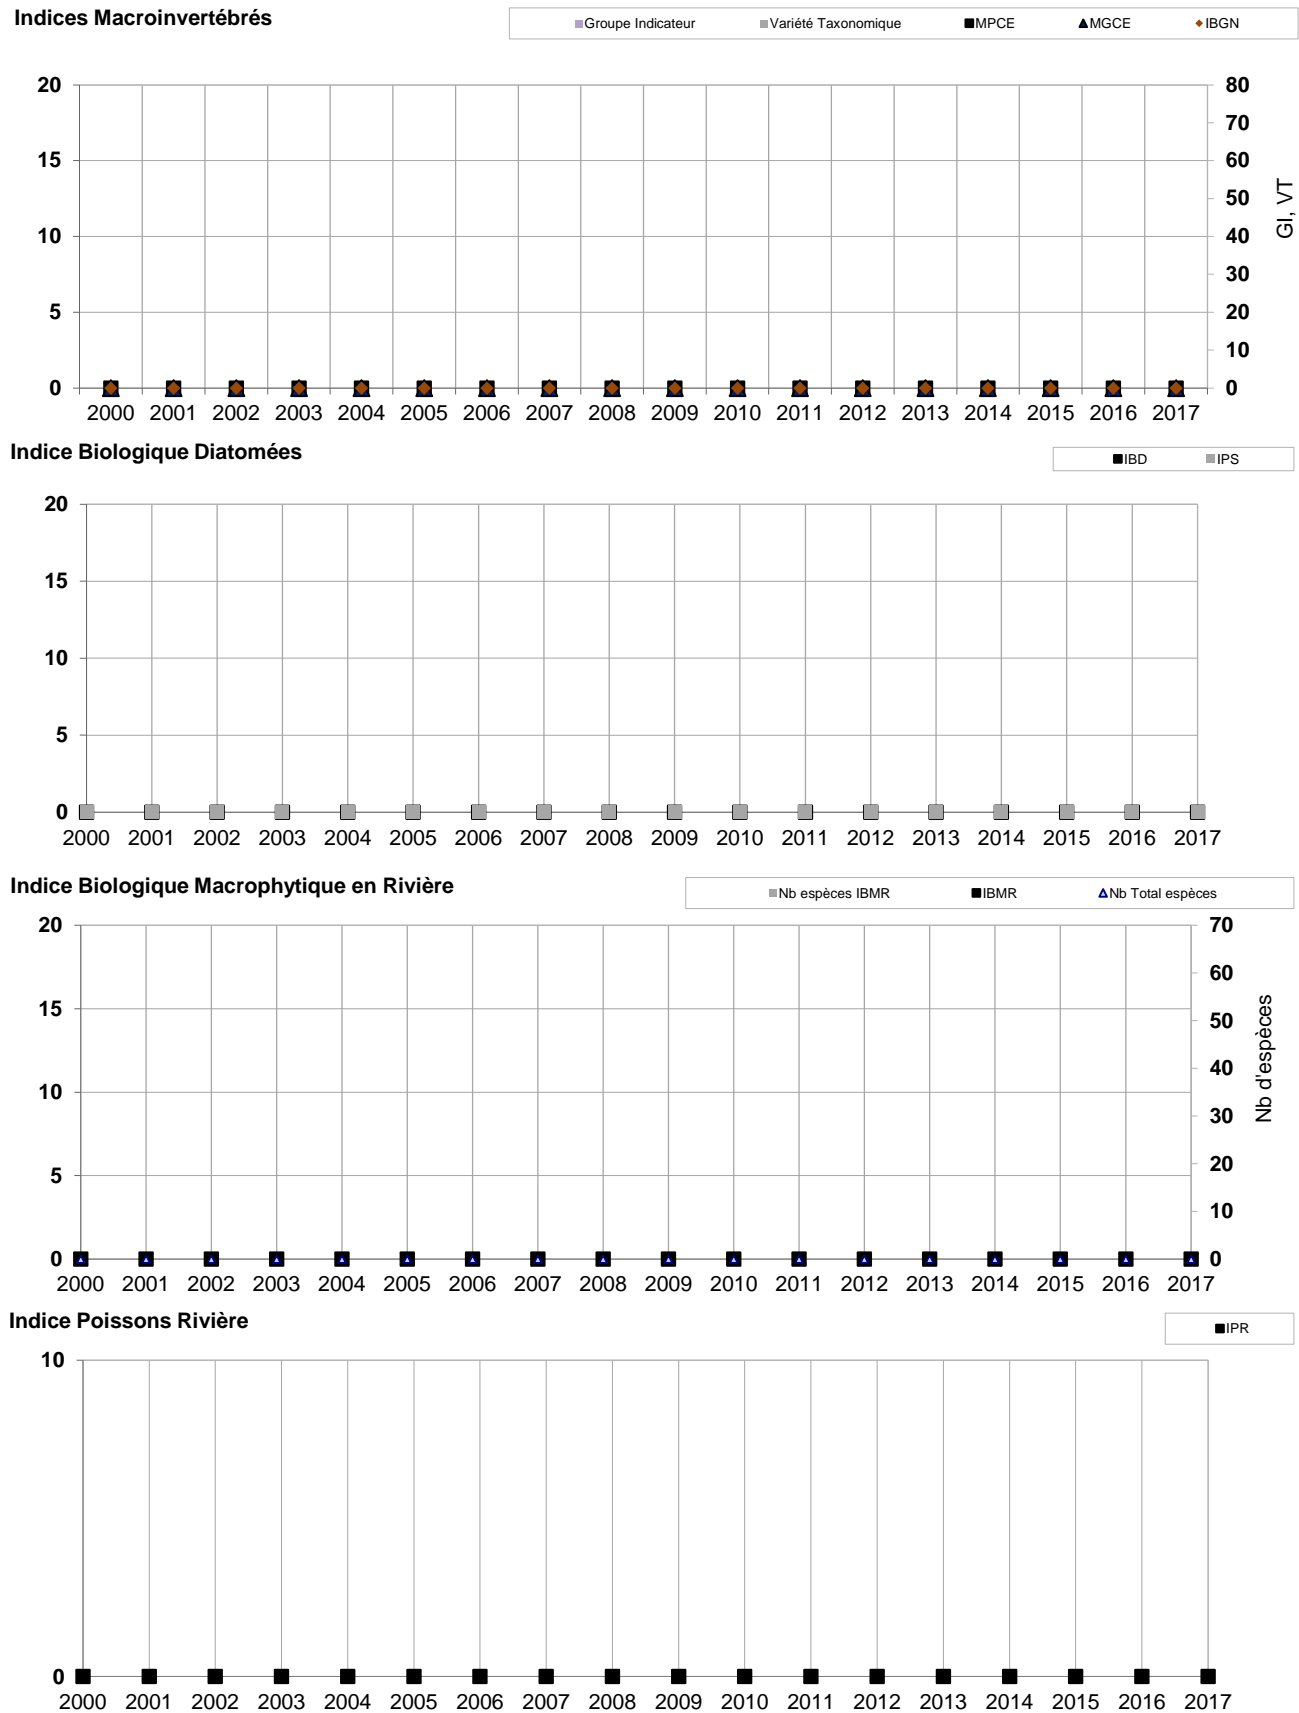 Indices Macroinvertébrés
Groupe Indicateur Variété Taxonomique MPCE MGCE IBGN
20 80
70
15 60
50
10 40
30
5 20
10
0 0
2000 2001 2002 2003 2004 2005 2006 2007 2008 2009 2010 2011 2012 2013 2014 2015 2016 2017
GI, VT
Indice Biologique Diatomées
IBD IPS
20
15
10
5
0
2000 2001 2002 2003 2004 2005 2006 2007 2008 2009 2010 2011 2012 2013 2014 2015 2016 2017
Indice Biologique Macrophytique en Rivière
Nb espèces IBMR IBMR Nb Total espèces
20 70
60
15
50
40
10
30
20
5
10
0 0
2000 2001 2002 2003 2004 2005 2006 2007 2008 2009 2010 2011 2012 2013 2014 2015 2016 2017
Nb d'espèces
Indice Poissons Rivière
IPR
10
0
2000 2001 2002 2003 2004 2005 2006 2007 2008 2009 2010 2011 2012 2013 2014 2015 2016 2017